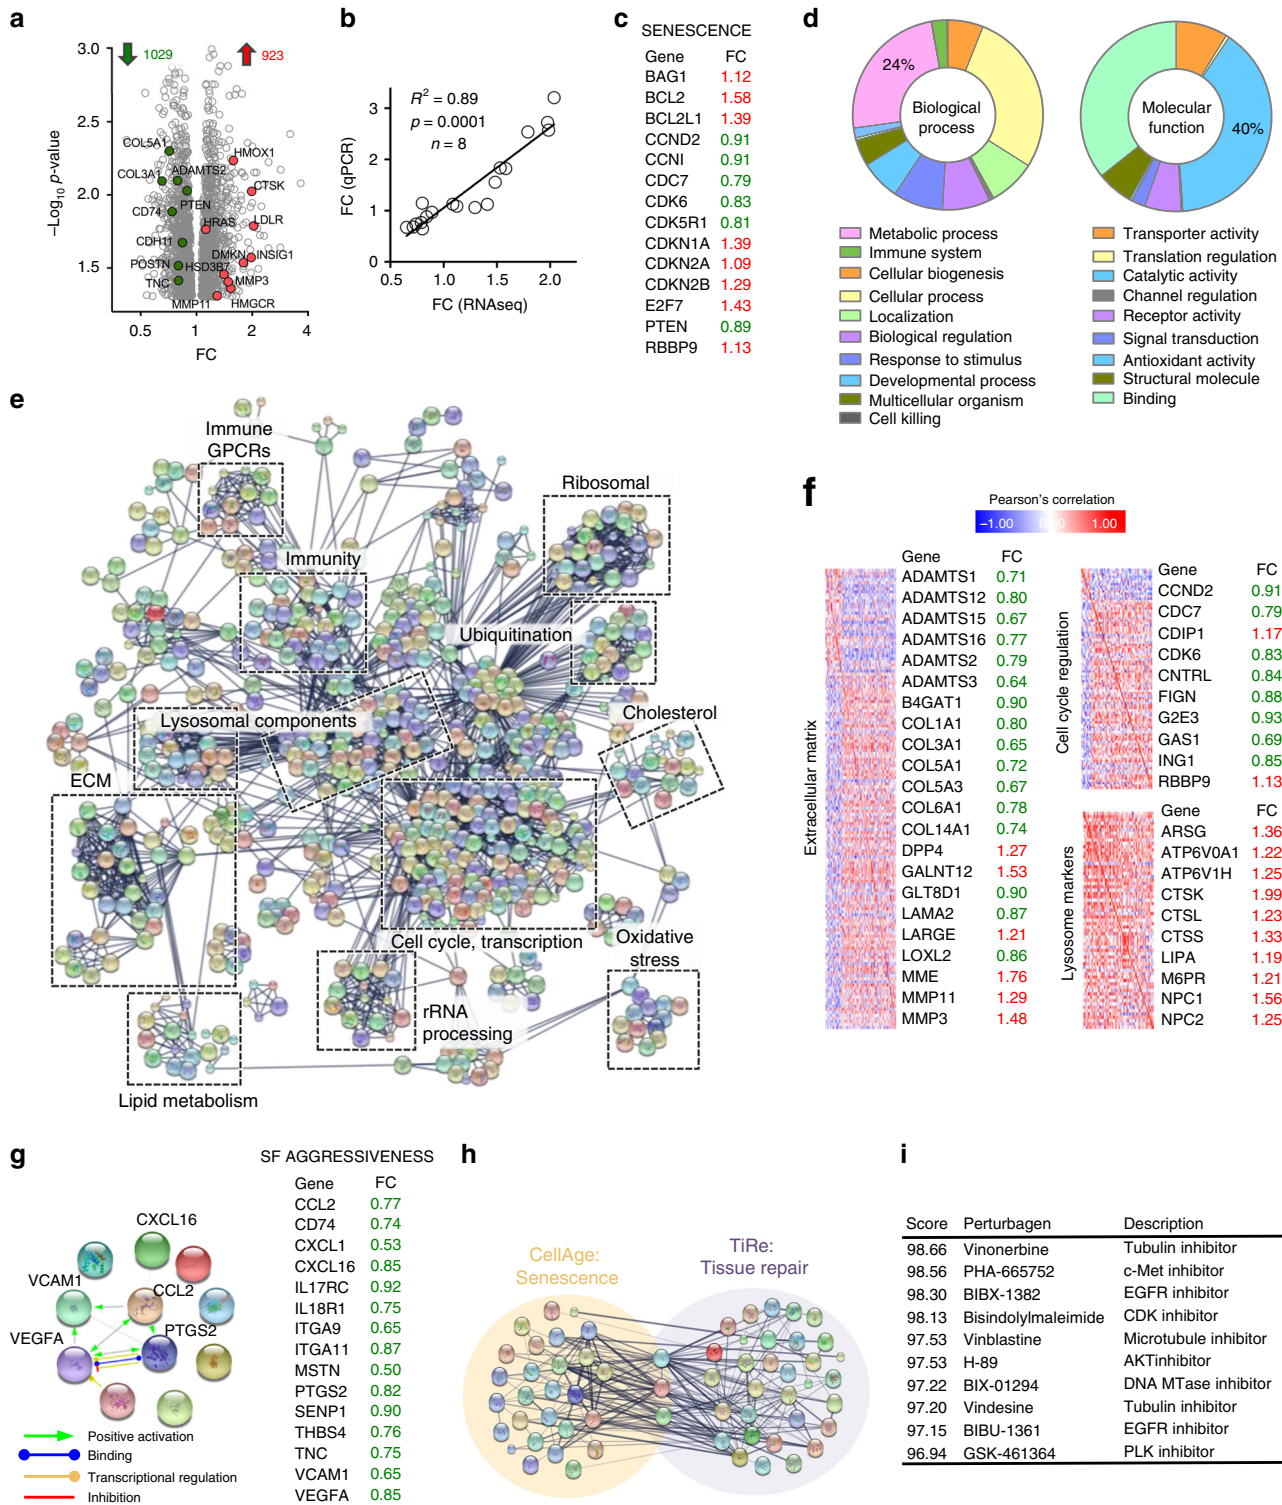 a
3.0
2.5
2.0
1.5
−Log10 p-value
1029
923
COL5A1
COL3A1
ADAMTS2
PTEN
CD74
HRAS
CDH11
DMKN
POSTN
HSD3B7
TNC
MMP11
HMOX1
CTSK
LDLR
INSIG1
MMP3
HMGCR
0.5
1
2
4
FC
b
R² = 0.89
p = 0.0001
n = 8
3
2
1
0
FC (qPCR)
0.5
1.0
1.5
2.0
FC (RNAseq)
c
SENESCENCE
Gene FC
BAG1 1.12
BCL2 1.58
BCL2L1 1.39
CCND2 0.91
CCNI 0.91
CDC7 0.79
CDK6 0.83
CDK5R1 0.81
CDKN1A 1.39
CDKN2A 1.09
CDKN2B 1.29
E2F7 1.43
PTEN 0.89
RBBP9 1.13
d
24%
Biological
process
Metabolic process
Immune system
Cellular biogenesis
Cellular process
Localization
Biological regulation
Response to stimulus
Developmental process
Multicellular organism
Cell killing
Molecular
function
40%
Transporter activity
Translation regulation
Catalytic activity
Channel regulation
Receptor activity
Signal transduction
Antioxidant activity
Structural molecule
Binding
e
Immune
GPCRs
Ribosomal
Immunity
Ubiquitination
Lysosomal components
Cholesterol
ECM
Cell cycle, transcription
Oxidative
stress
rRNA
processing
Lipid metabolism
f
Pearson's correlation
−1.00 0.00 1.00
Extracellular matrix
Gene FC
ADAMTS1 0.71
ADAMTS12 0.80
ADAMTS15 0.67
ADAMTS16 0.77
ADAMTS2 0.79
ADAMTS3 0.64
B4GAT1 0.90
COL1A1 0.80
COL3A1 0.65
COL5A1 0.72
COL5A3 0.67
COL6A1 0.78
COL14A1 0.74
DPP4 1.27
GALNT12 1.53
GLT8D1 0.90
LAMA2 0.87
LARGE 1.21
LOXL2 0.86
MME 1.76
MMP11 1.29
MMP3 1.48
Cell cycle regulation
Gene FC
CCND2 0.91
CDC7 0.79
CDIP1 1.17
CDK6 0.83
CNTRL 0.84
FIGN 0.88
G2E3 0.93
GAS1 0.69
ING1 0.85
RBBP9 1.13
Lysosome markers
Gene FC
ARSG 1.36
ATP6V0A1 1.22
ATP6V1H 1.25
CTSK 1.99
CTSL 1.23
CTSS 1.33
LIPA 1.19
M6PR 1.21
NPC1 1.56
NPC2 1.25
g
CXCL16
VCAM1
CCL2
VEGFA
PTGS2
Positive activation
Binding
Transcriptional regulation
Inhibition
SF AGGRESSIVENESS
Gene FC
CCL2 0.77
CD74 0.74
CXCL1 0.53
CXCL16 0.85
IL17RC 0.92
IL18R1 0.75
ITGA9 0.65
ITGA11 0.87
MSTN 0.50
PTGS2 0.82
SENP1 0.90
THBS4 0.76
TNC 0.75
VCAM1 0.65
VEGFA 0.85
h
CellAge:
Senescence
TiRe:
Tissue repair
i
Score Perturbagen Description
98.66 Vinonerbine Tubulin inhibitor
98.56 PHA-665752 c-Met inhibitor
98.30 BIBX-1382 EGFR inhibitor
98.13 Bisindolylmaleimide CDK inhibitor
97.53 Vinblastine Microtubule inhibitor
97.53 H-89 AKTinhibitor
97.22 BIX-01294 DNA MTase inhibitor
97.20 Vindesine Tubulin inhibitor
97.15 BIBU-1361 EGFR inhibitor
96.94 GSK-461364 PLK inhibitor